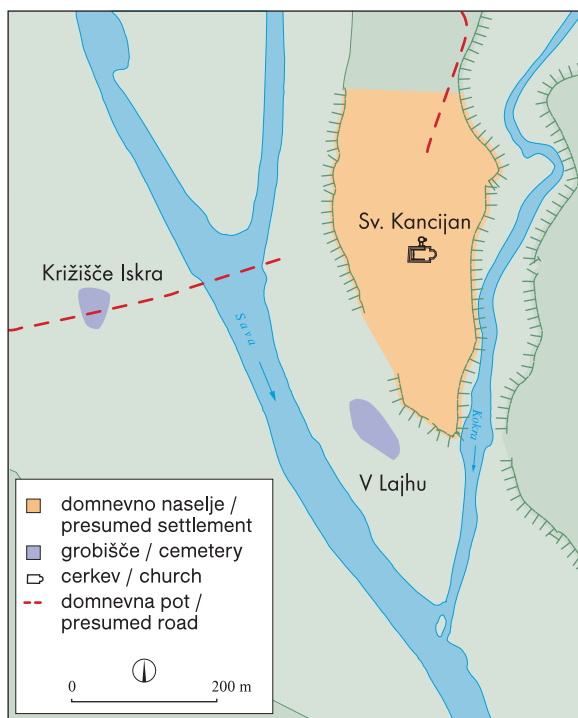 Sv. Kancijan
Križišče Iskra
Sava
Kokra
V Lajhu
domnevno naselje /
presumed settlement
grobišče / cemetery
cerkev / church
domnevna pot /
presumed road
0 200 m